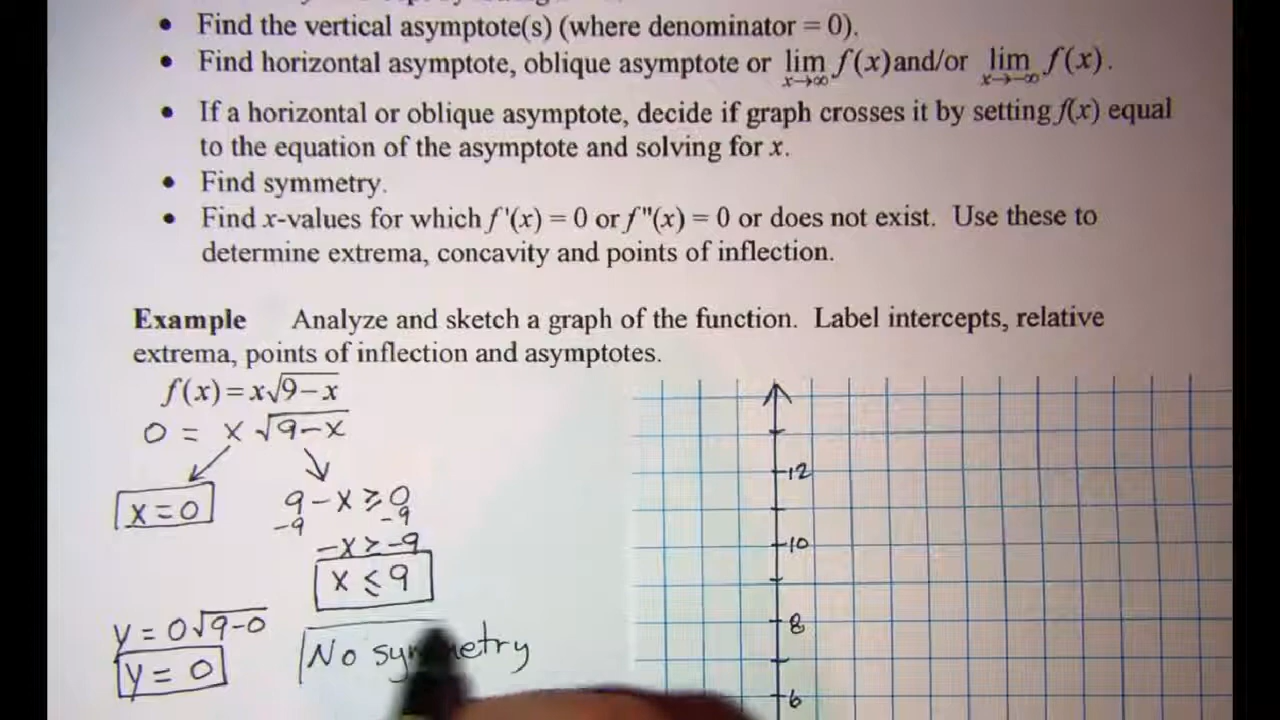 • Find the vertical asymptote(s) (where denominator = 0).
• Find horizontal asymptote, oblique asymptote or lim x→∞ f(x) and/or lim x→-∞ f(x).
• If a horizontal or oblique asymptote, decide if graph crosses it by setting f(x) equal
to the equation of the asymptote and solving for x.
• Find symmetry.
• Find x-values for which f'(x) = 0 or f"(x) = 0 or does not exist. Use these to
determine extrema, concavity and points of inflection.
Example Analyze and sketch a graph of the function. Label intercepts, relative
extrema, points of inflection and asymptotes.
f(x)=x√9−x
0 = x √9−x
x=0
9−x≥0
−9 −9
−x≥−9
x≤9
y=0√9-0
y=0
No symmetry
12
10
8
6